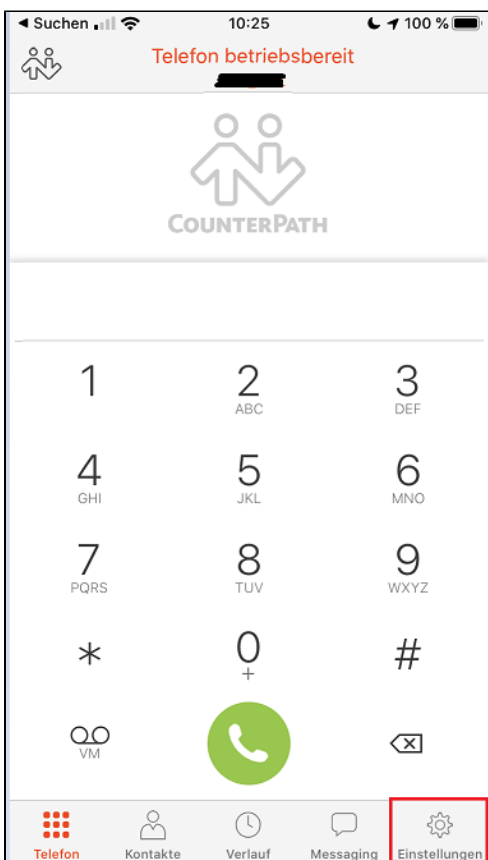 Suchen 10:25 100 %
Telefon betriebsbereit
COUNTERPATH
1 2 3
ABC DEF
4 5 6
GHI JKL MNO
7 8 9
PQRS TUV WXYZ
* 0 #
+
VM
Telefon Kontakte Verlauf Messaging Einstellungen